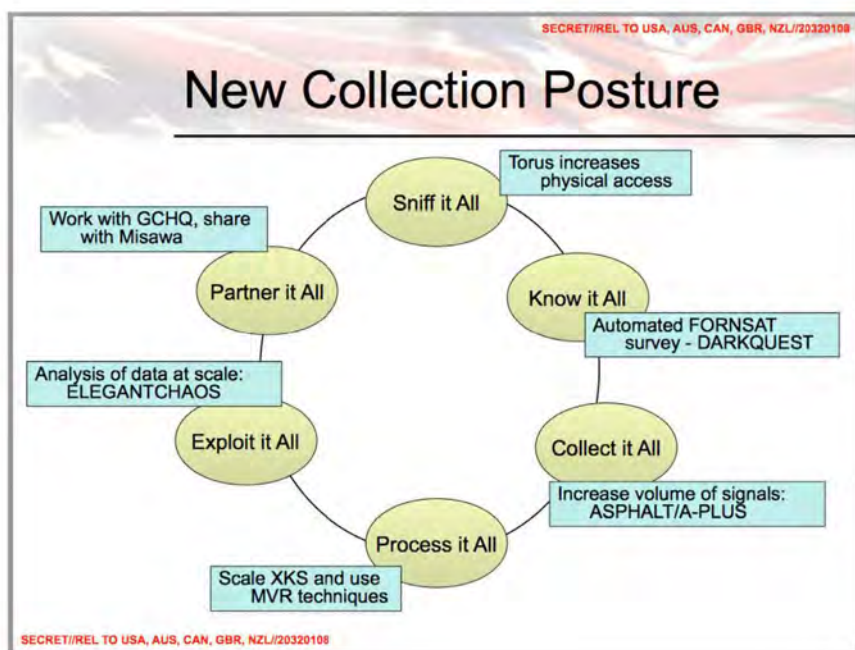 SECRET//REL TO USA, AUS, CAN, GBR, NZL//20320108
New Collection Posture
Sniff it All
Torus increases
physical access
Know it All
Automated FORNSAT
survey - DARKQUEST
Collect it All
Increase volume of signals:
ASPHALT/A-PLUS
Process it All
Scale XKS and use
MVR techniques
Exploit it All
Analysis of data at scale:
ELEGANTCHAOS
Partner it All
Work with GCHQ, share
with Misawa
SECRET//REL TO USA, AUS, CAN, GBR, NZL//20320108